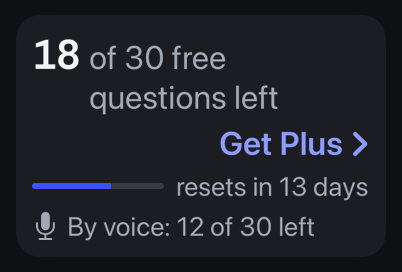 18 of 30 free
questions left
Get Plus >
resets in 13 days
By voice: 12 of 30 left